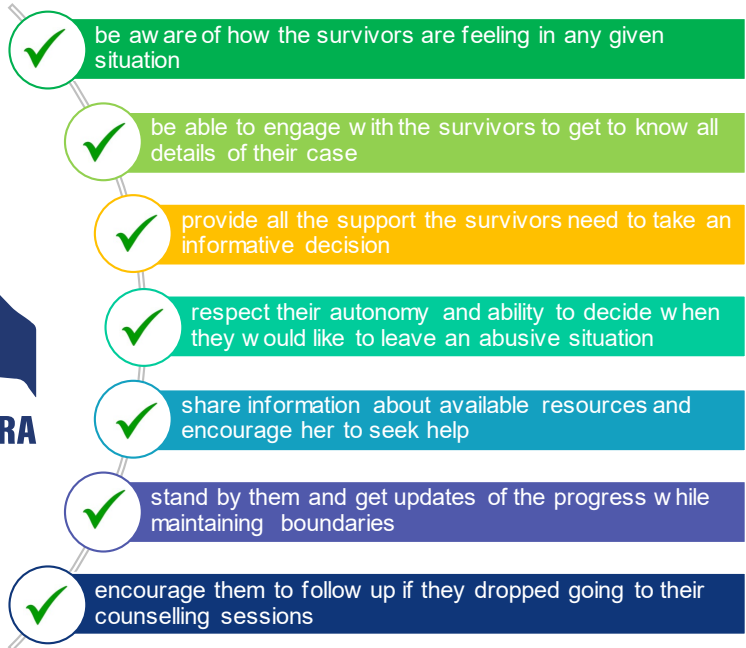 be aware of how the survivors are feeling in any given
situation
be able to engage with the survivors to get to know all
details of their case
provide all the support the survivors need to take an
informative decision
respect their autonomy and ability to decide when
they would like to leave an abusive situation
RA
share information about available resources and
encourage her to seek help
stand by them and get updates of the progress while
maintaining boundaries
encourage them to follow up if they dropped going to their
counselling sessions